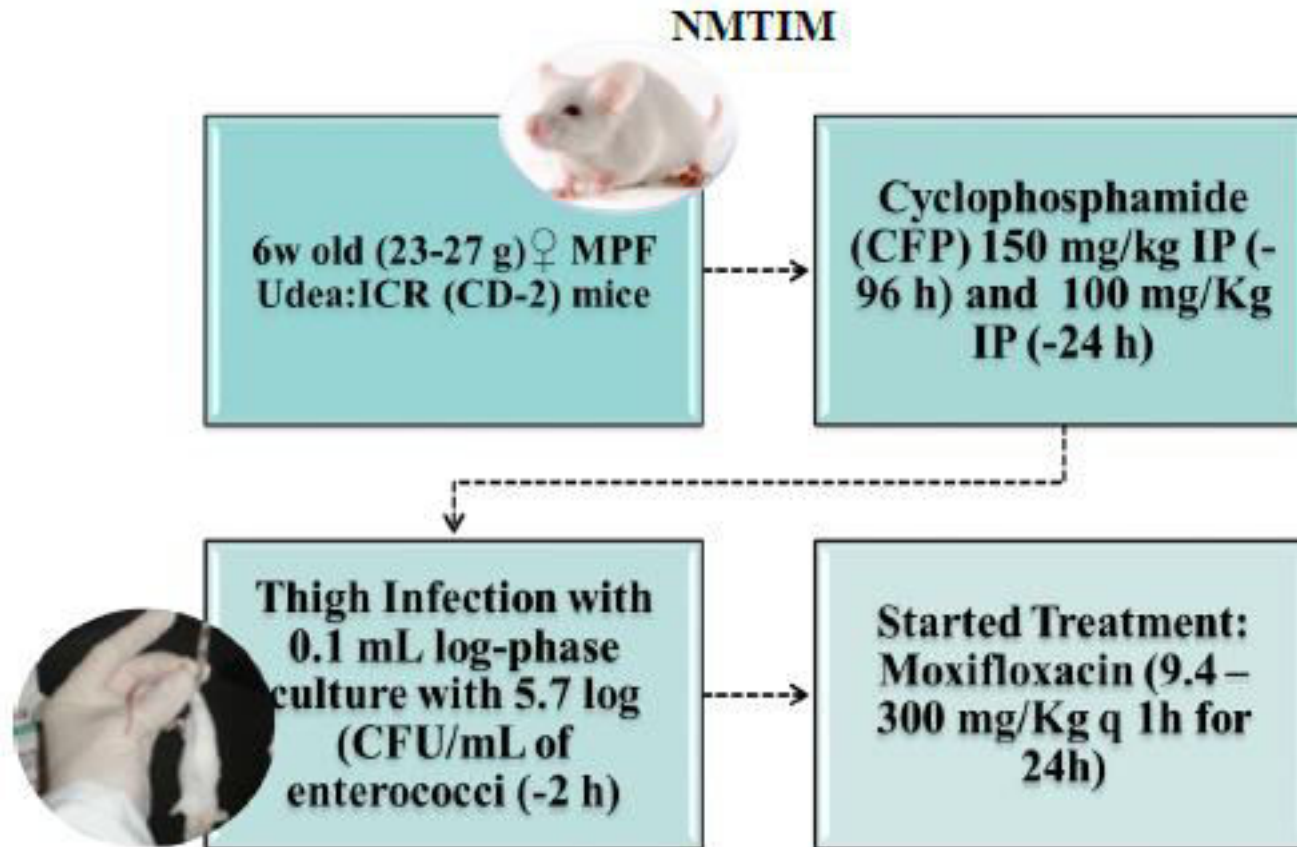 NMTIM
6w old (23-27 g)♀ MPF
Udea:ICR (CD-2) mice
Cyclophosphamide
(CFP) 150 mg/kg IP (-
96 h) and 100 mg/Kg
IP (-24 h)
Thigh Infection with
0.1 mL log-phase
culture with 5.7 log
(CFU/mL of
enterococci (-2 h)
Started Treatment:
Moxifloxacin (9.4 –
300 mg/Kg q 1h for
24h)